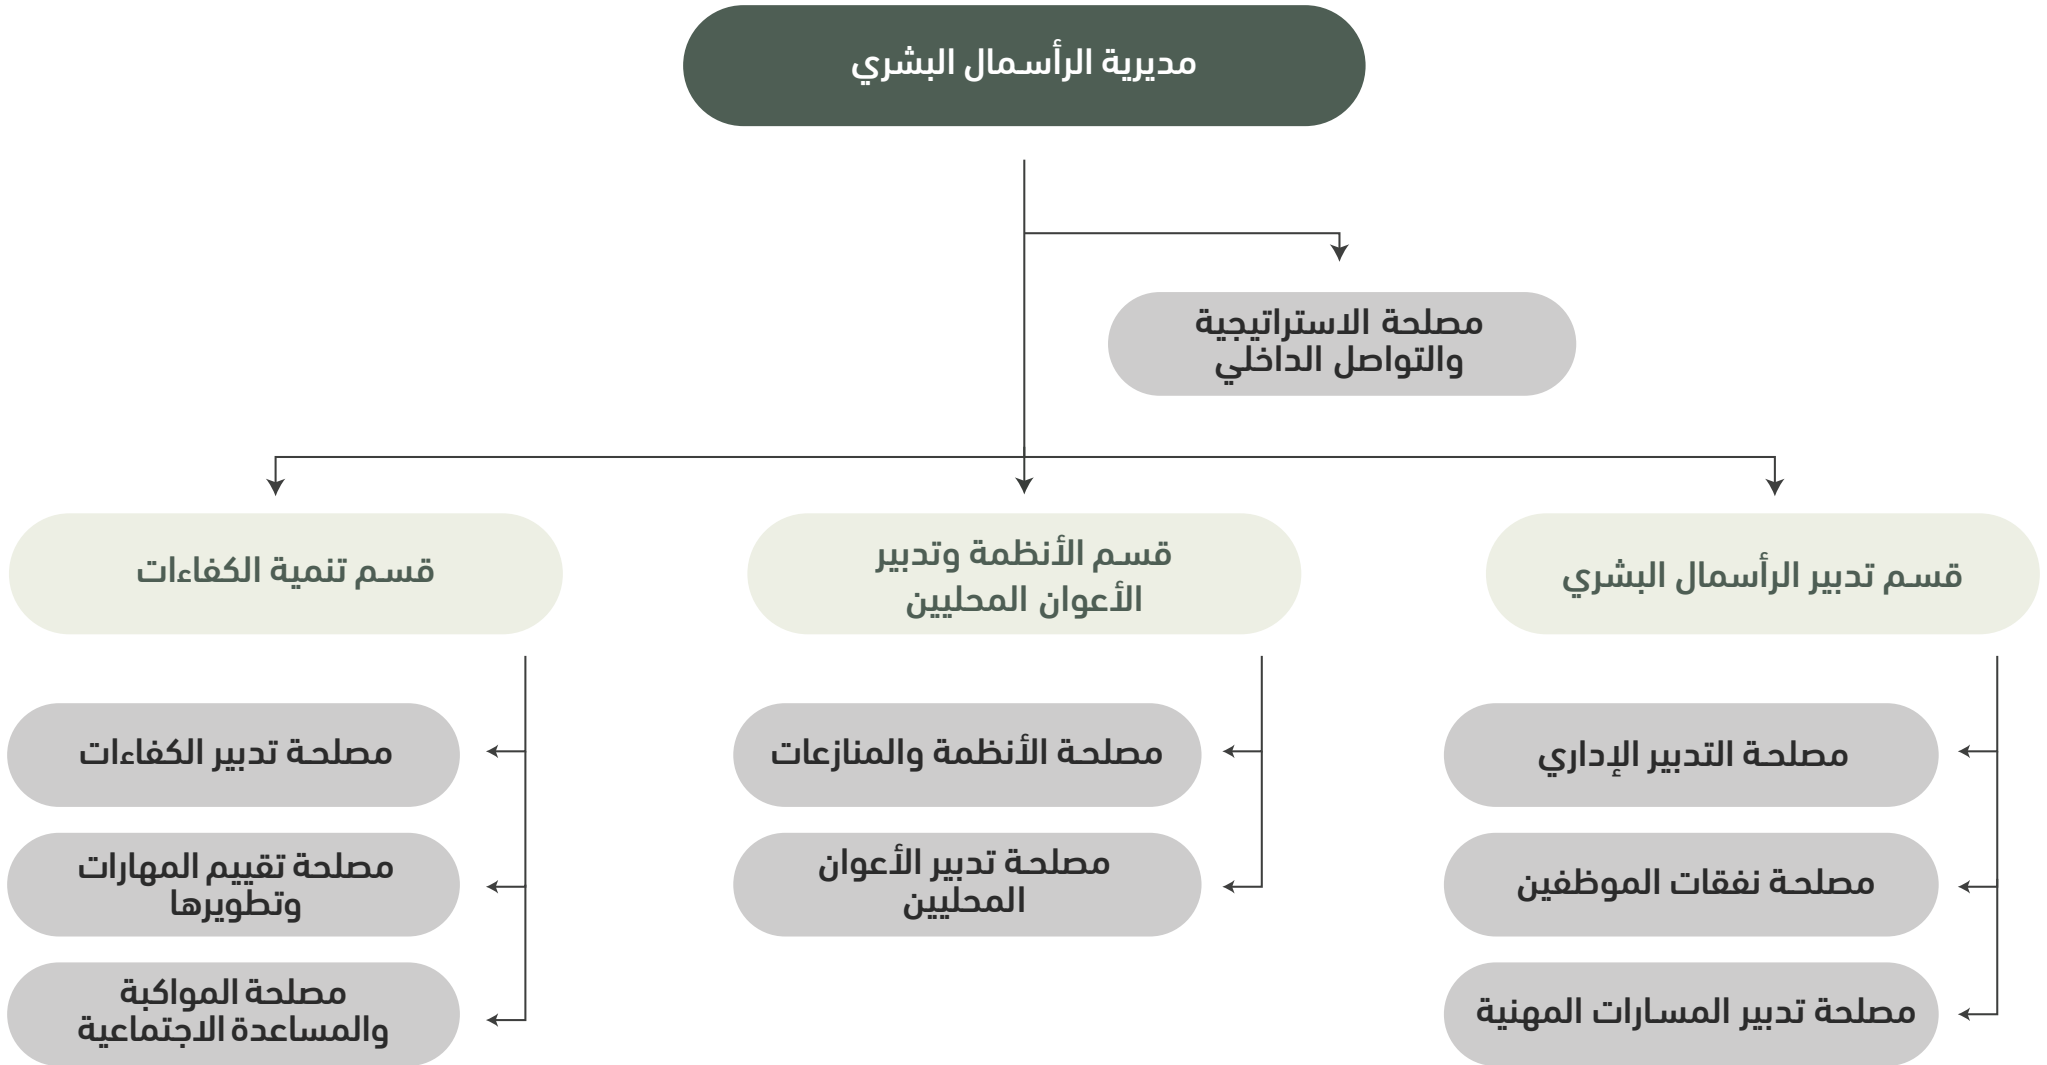 مديرية الرأسمال البشري
مصلحة الاستراتيجية
والتواصل الداخلي
قسم تدبير الرأسمال البشري
قسم الأنظمة وتدبير
الأعوان المحليين
قسم تنمية الكفاءات
مصلحة التدبير الإداري
مصلحة نفقات الموظفين
مصلحة تدبير المسارات المهنية
مصلحة الأنظمة والمنازعات
مصلحة تدبير الأعوان
المحليين
مصلحة تدبير الكفاءات
مصلحة تقييم المهارات
وتطويرها
مصلحة المواكبة
والمساعدة الاجتماعية